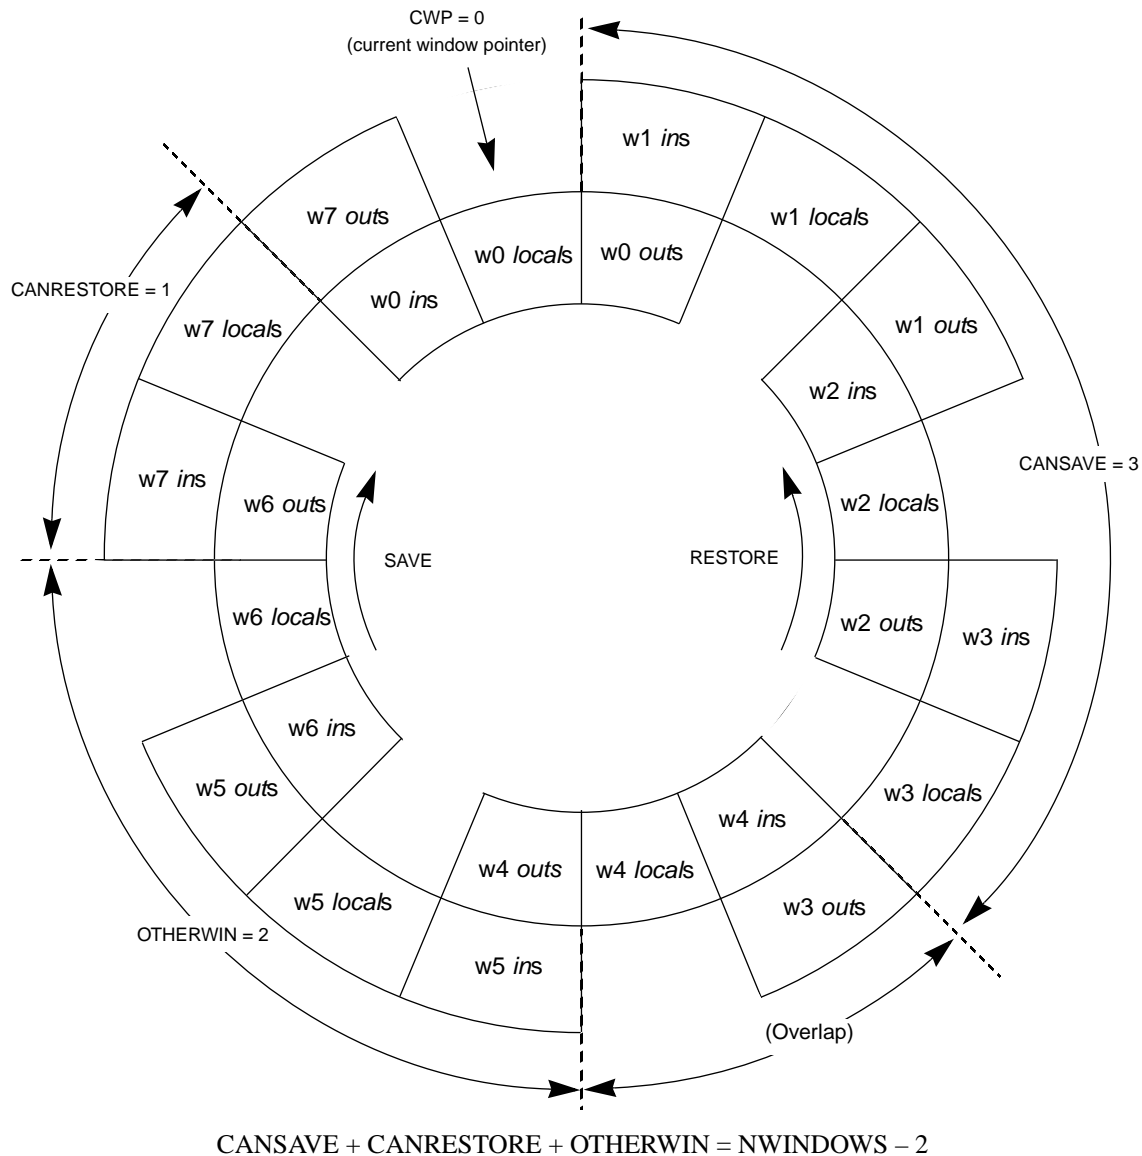 CWP = 0
(current window pointer)
w1 ins
w7 outs
w1 locals
w0 locals
w0 outs
w0 ins
CANRESTORE = 1
w7 locals
w1 outs
w2 ins
CANSAVE = 3
w7 ins
w6 outs
w2 locals
SAVE
RESTORE
w6 locals
w2 outs
w3 ins
w6 ins
w5 outs
w3 locals
w4 ins
w4 outs
w4 locals
w5 locals
w3 outs
OTHERWIN = 2
w5 ins
(Overlap)
CANSAVE + CANRESTORE + OTHERWIN = NWINDOWS – 2